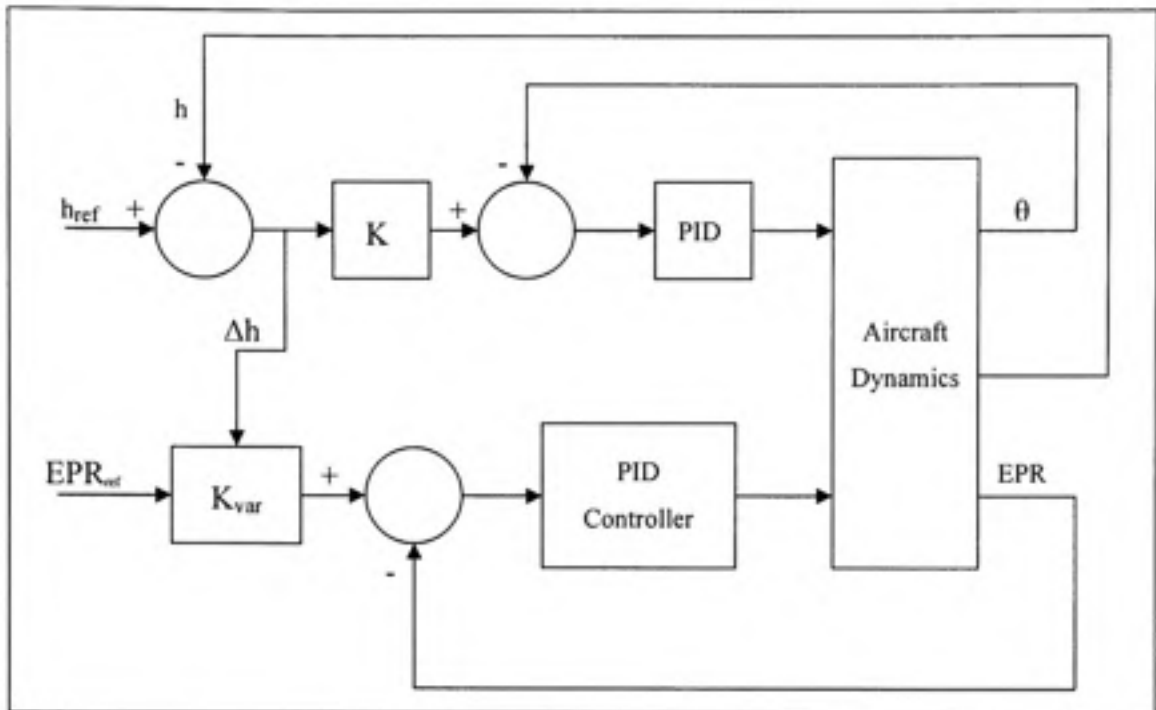 h
-
-
h_ref
+
K
+
PID
θ
Δh
Aircraft
Dynamics
EPR_ref
K_var
+
PID
Controller
EPR
-